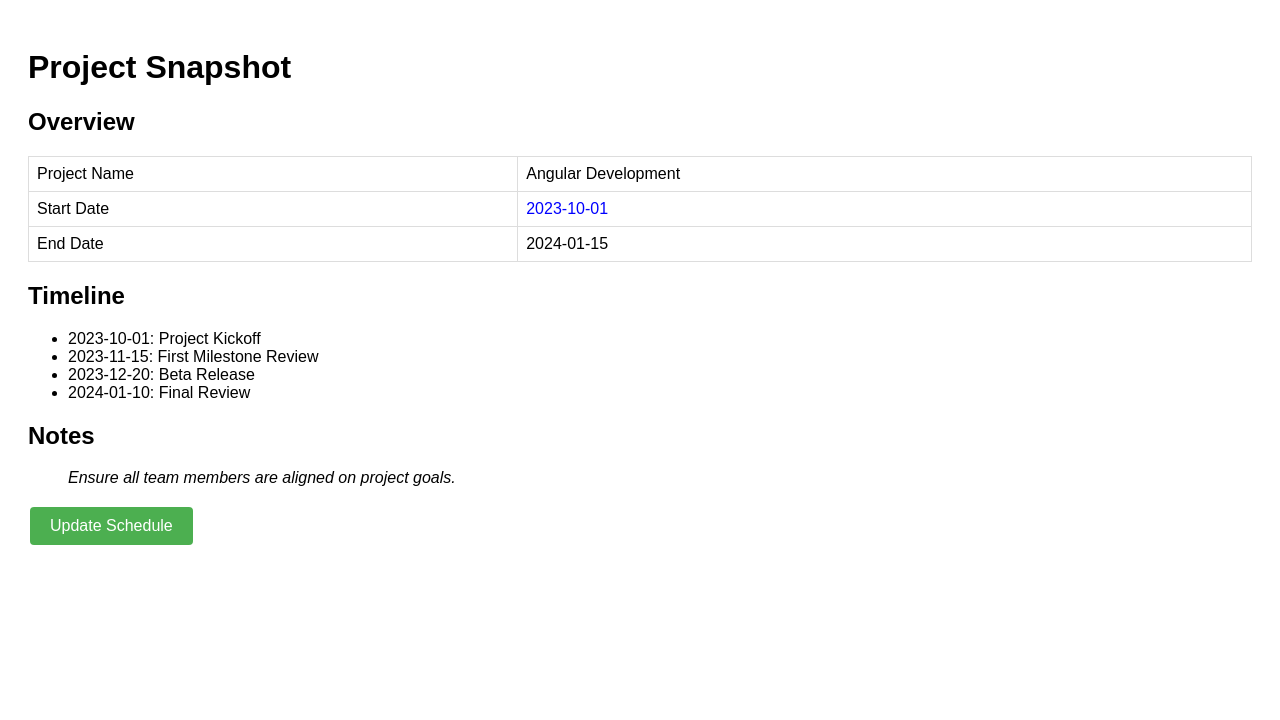 Project Snapshot
Overview
Project Name Angular Development
Start Date 2023-10-01
End Date 2024-01-15
Timeline
2023-10-01: Project Kickoff
2023-11-15: First Milestone Review
2023-12-20: Beta Release
2024-01-10: Final Review
Notes
Ensure all team members are aligned on project goals.
Update Schedule